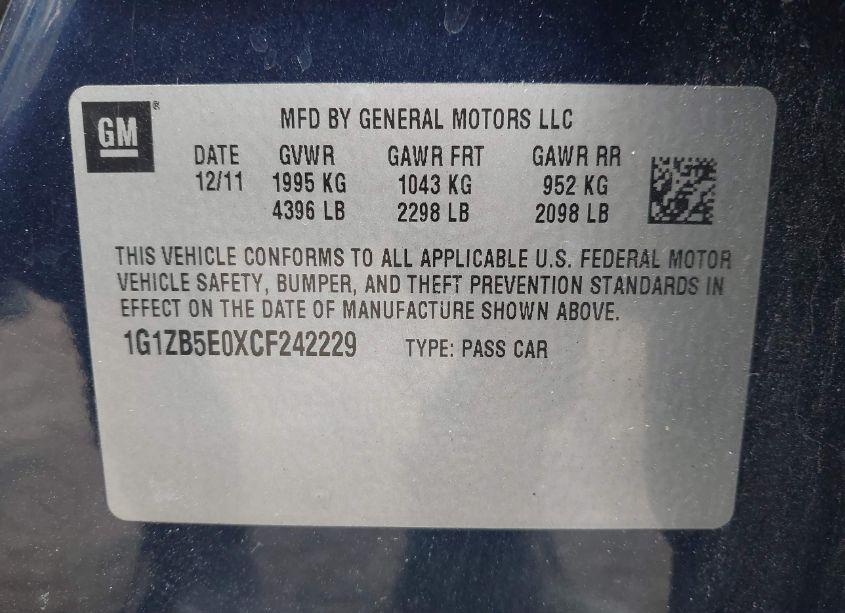 GM ®
MFD BY GENERAL MOTORS LLC
DATE GVWR GAWR FRT GAWR RR
12/11 1995 KG 1043 KG 952 KG
4396 LB 2298 LB 2098 LB
THIS VEHICLE CONFORMS TO ALL APPLICABLE U.S. FEDERAL MOTOR
VEHICLE SAFETY, BUMPER, AND THEFT PREVENTION STANDARDS IN
EFFECT ON THE DATE OF MANUFACTURE SHOWN ABOVE.
1G1ZB5E0XCF242229 TYPE: PASS CAR